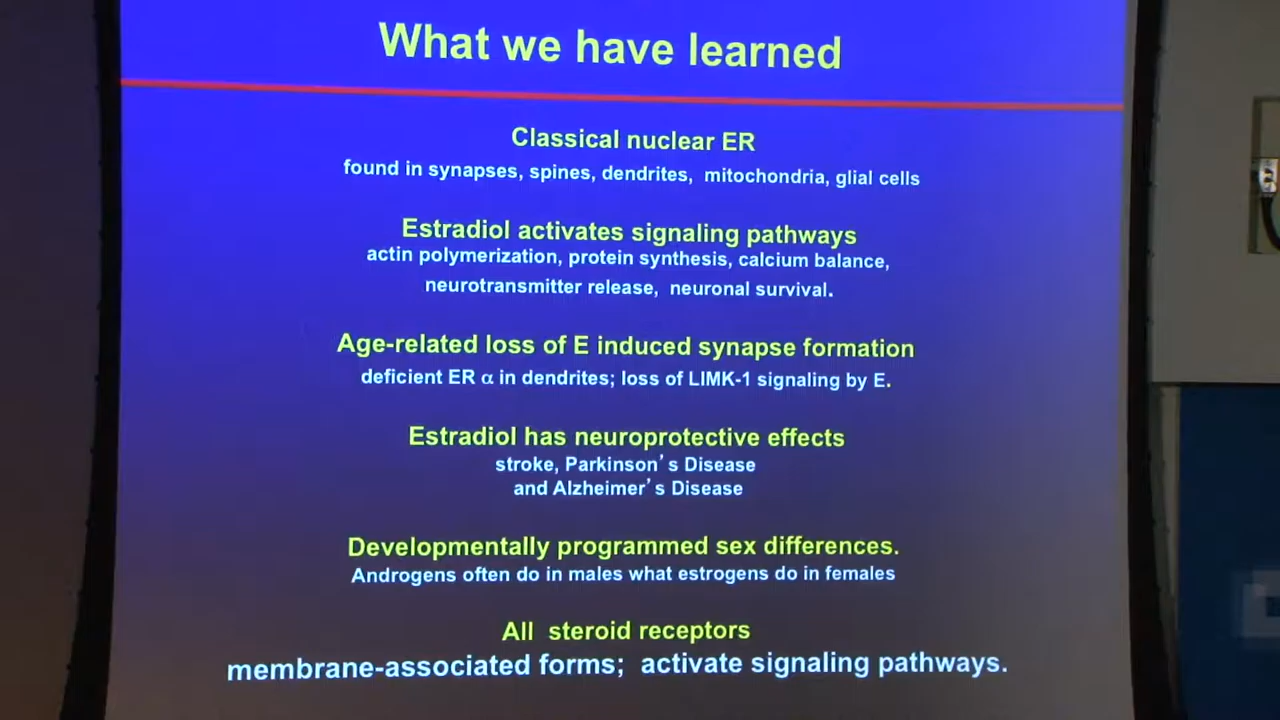 What we have learned
Classical nuclear ER
found in synapses, spines, dendrites, mitochondria, glial cells
Estradiol activates signaling pathways
actin polymerization, protein synthesis, calcium balance,
neurotransmitter release, neuronal survival.
Age-related loss of E induced synapse formation
deficient ER α in dendrites; loss of LIMK-1 signaling by E.
Estradiol has neuroprotective effects
stroke, Parkinson's Disease
and Alzheimer's Disease
Developmentally programmed sex differences.
Androgens often do in males what estrogens do in females
All steroid receptors
membrane-associated forms; activate signaling pathways.